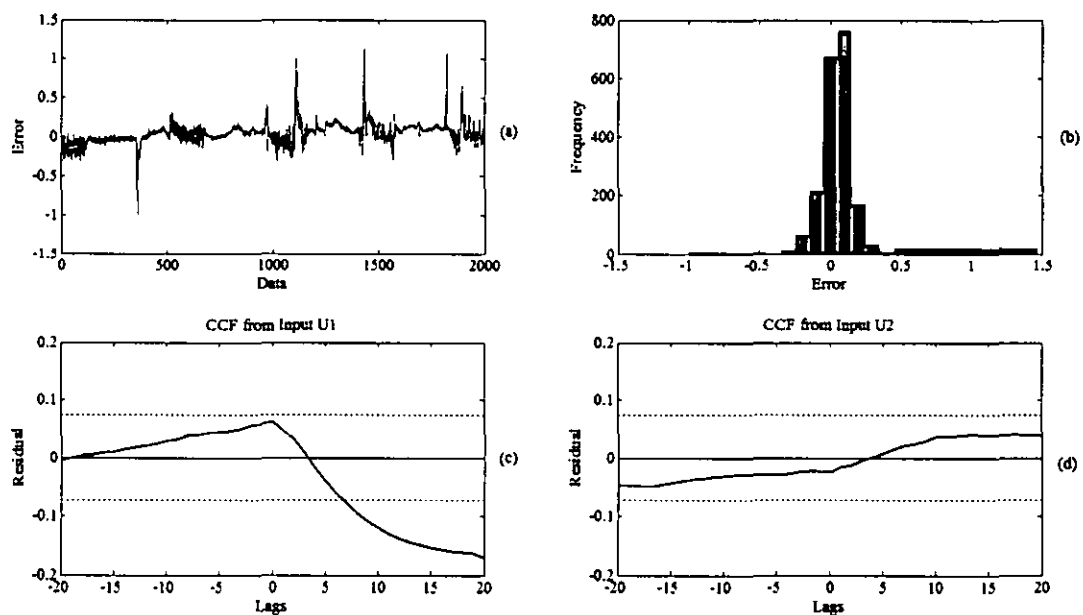 1.5
1
0.5
0
-0.5
-1
-1.5
Error
0 500 1000 1500 2000
Data
(a)
800
600
400
200
0
Frequency
-1.5 -1 -0.5 0 0.5 1 1.5
Error
(b)
CCF from Input U1
0.2
0.1
0
-0.1
-0.2
Residual
-20 -15 -10 -5 0 5 10 15 20
Lags
(c)
CCF from Input U2
0.2
0.1
0
-0.1
-0.2
Residual
-20 -15 -10 -5 0 5 10 15 20
Lags
(d)